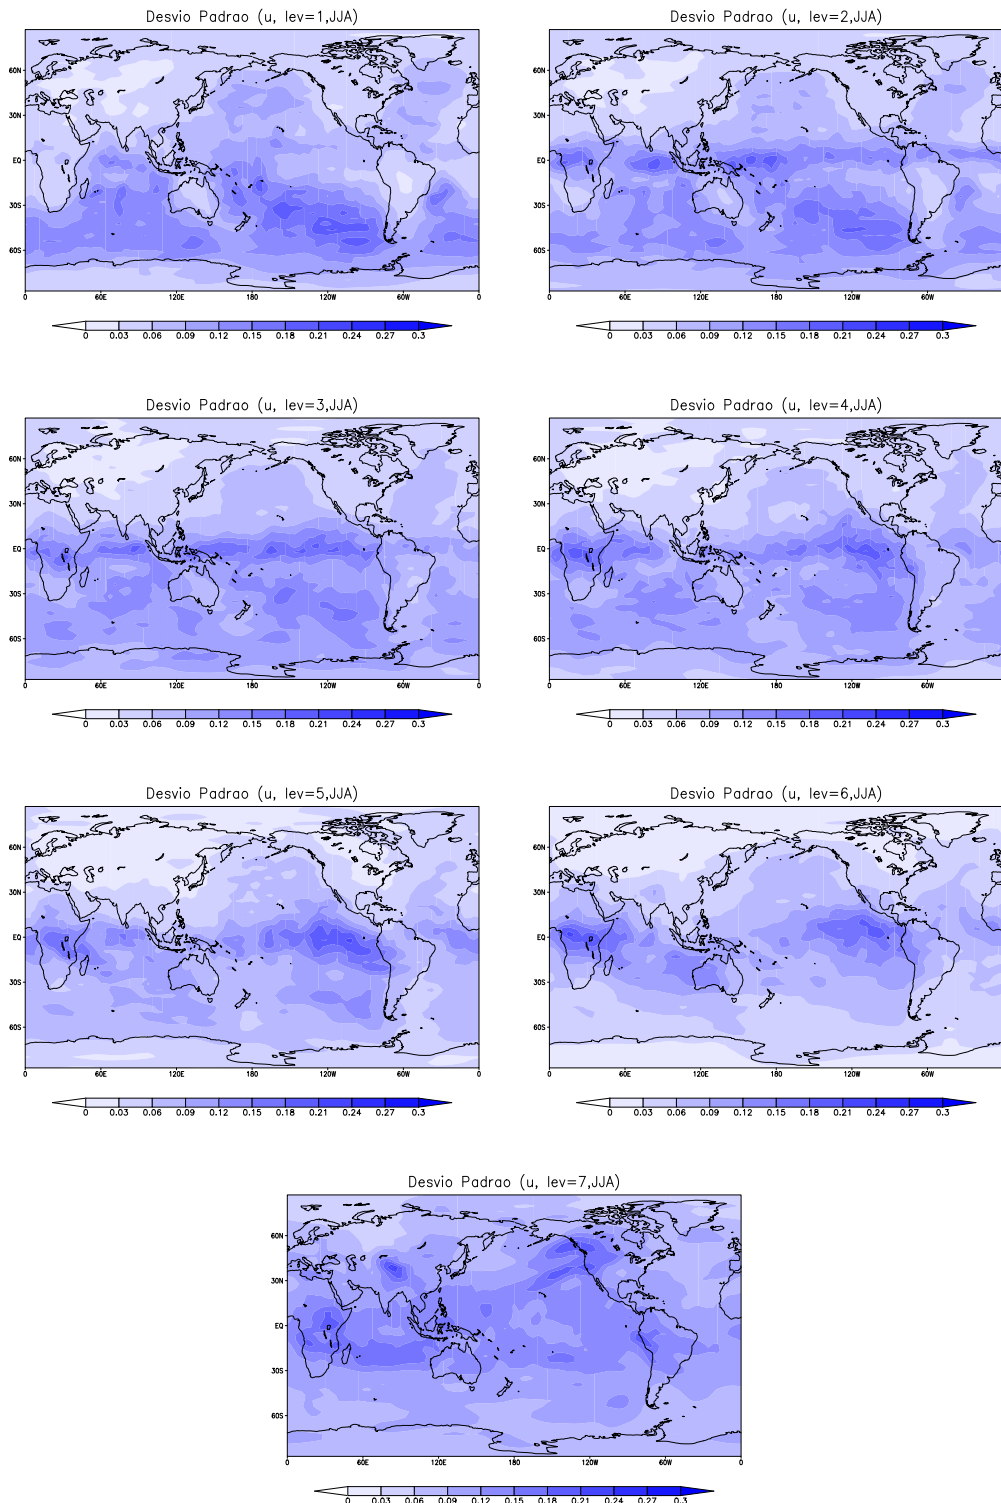 Desvio Padrao (u, lev=1,JJA)
60N
30N
EQ
30S
60S
0 60E 120E 180 120W 60W 0
0 0.03 0.06 0.09 0.12 0.15 0.18 0.21 0.24 0.27 0.3
Desvio Padrao (u, lev=2,JJA)
60N
30N
EQ
30S
60S
0 60E 120E 180 120W 60W
0 0.03 0.06 0.09 0.12 0.15 0.18 0.21 0.24 0.27 0.3
Desvio Padrao (u, lev=3,JJA)
60N
30N
EQ
30S
60S
0 60E 120E 180 120W 60W 0
0 0.03 0.06 0.09 0.12 0.15 0.18 0.21 0.24 0.27 0.3
Desvio Padrao (u, lev=4,JJA)
60N
30N
EQ
30S
60S
0 60E 120E 180 120W 60W
0 0.03 0.06 0.09 0.12 0.15 0.18 0.21 0.24 0.27 0.3
Desvio Padrao (u, lev=5,JJA)
60N
30N
EQ
30S
60S
0 60E 120E 180 120W 60W 0
0 0.03 0.06 0.09 0.12 0.15 0.18 0.21 0.24 0.27 0.3
Desvio Padrao (u, lev=6,JJA)
60N
30N
EQ
30S
60S
0 60E 120E 180 120W 60W
0 0.03 0.06 0.09 0.12 0.15 0.18 0.21 0.24 0.27 0.3
Desvio Padrao (u, lev=7,JJA)
60N
30N
EQ
30S
60S
0 60E 120E 180 120W 60W 0
0 0.03 0.06 0.09 0.12 0.15 0.18 0.21 0.24 0.27 0.3